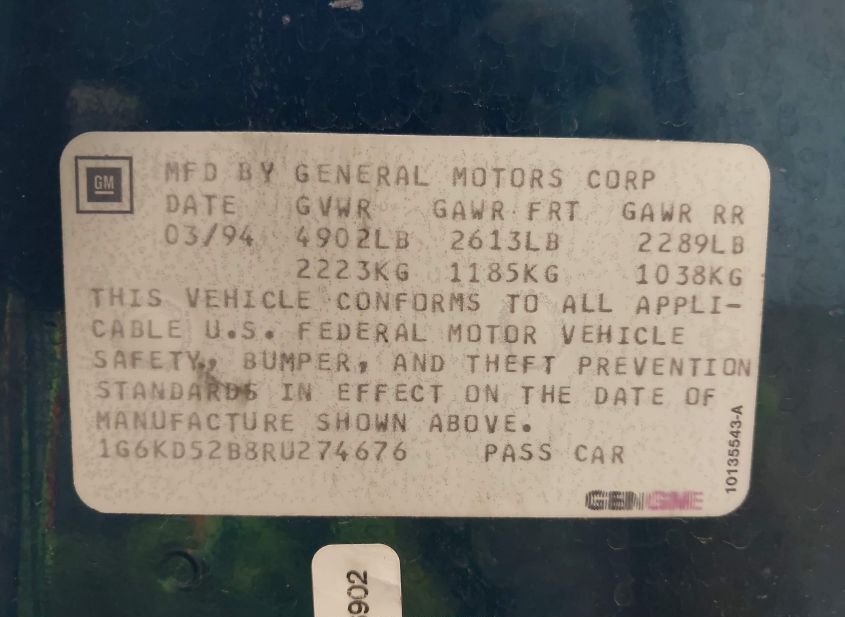 GM
MFD BY GENERAL MOTORS CORP
DATE GVWR GAWR FRT GAWR RR
03/94 4902LB 2613LB 2289LB
2223KG 1185KG 1038KG
THIS VEHICLE CONFORMS TO ALL APPLI-
CABLE U.S. FEDERAL MOTOR VEHICLE
SAFETY, BUMPER, AND THEFT PREVENTION
STANDARDS IN EFFECT ON THE DATE OF
MANUFACTURE SHOWN ABOVE.
1G6KD52B8RU274676 PASS CAR
10135543-A